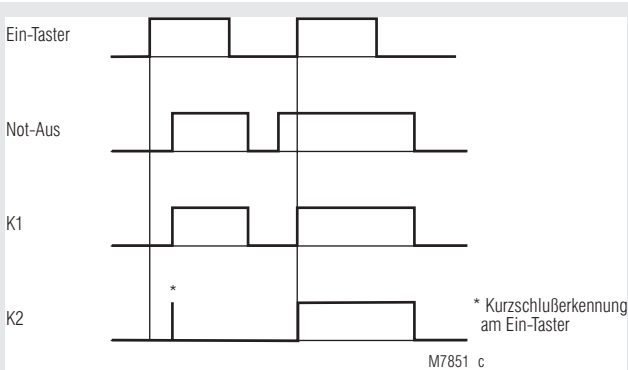 Ein-Taster
Not-Aus
K1
*
K2
* Kurzschlußerkennung
am Ein-Taster
M7851 c